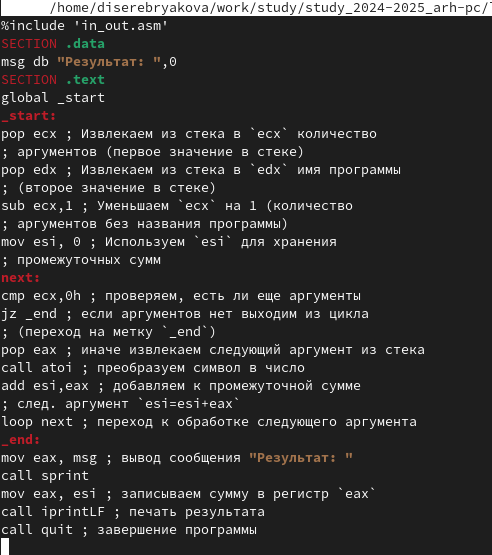 /home/diserebryakova/work/study/study_2024-2025_arh-pc/
%include 'in_out.asm'
SECTION .data
msg db "Результат: ",0
SECTION .text
global _start
_start:
pop ecx ; Извлекаем из стека в `ecx` количество
; аргументов (первое значение в стеке)
pop edx ; Извлекаем из стека в `edx` имя программы
; (второе значение в стеке)
sub ecx,1 ; Уменьшаем `ecx` на 1 (количество
; аргументов без названия программы)
mov esi, 0 ; Используем `esi` для хранения
; промежуточных сумм
next:
cmp ecx,0h ; проверяем, есть ли еще аргументы
jz _end ; если аргументов нет выходим из цикла
; (переход на метку `_end`)
pop eax ; иначе извлекаем следующий аргумент из стека
call atoi ; преобразуем символ в число
add esi,eax ; добавляем к промежуточной сумме
; след. аргумент `esi=esi+eax`
loop next ; переход к обработке следующего аргумента
_end:
mov eax, msg ; вывод сообщения "Результат: "
call sprint
mov eax, esi ; записываем сумму в регистр `eax`
call iprintLF ; печать результата
call quit ; завершение программы